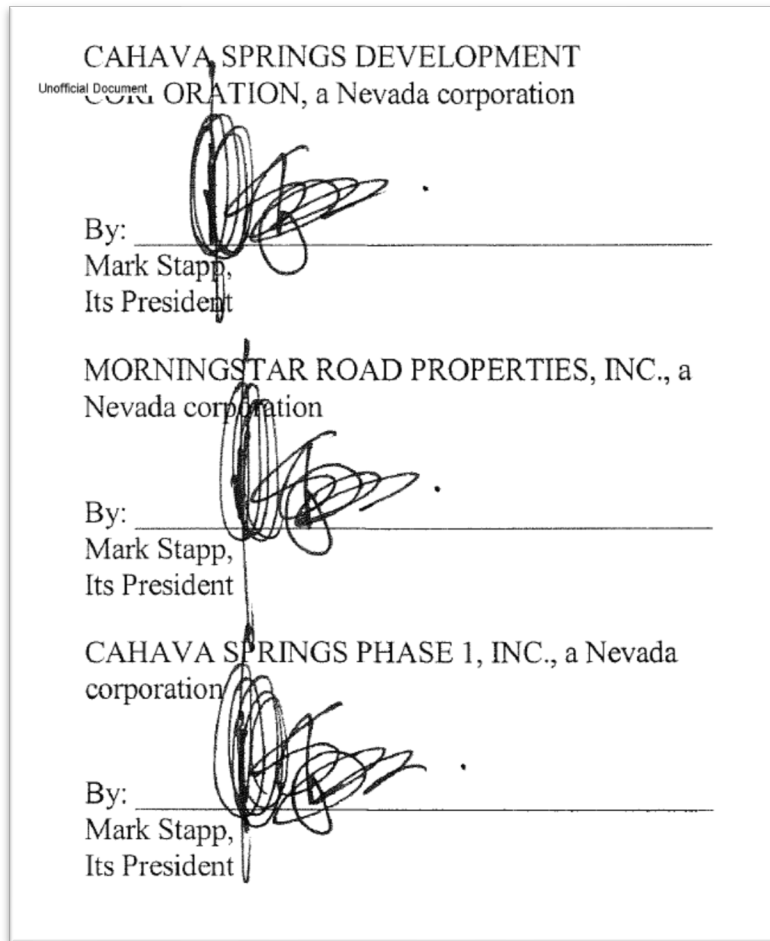 CAHAVA SPRINGS DEVELOPMENT
Unofficial Document
CORPORATION, a Nevada corporation
By:
Mark Stapp,
Its President
MORNINGSTAR ROAD PROPERTIES, INC., a
Nevada corporation
By:
Mark Stapp,
Its President
CAHAVA SPRINGS PHASE 1, INC., a Nevada
corporation
By:
Mark Stapp,
Its President